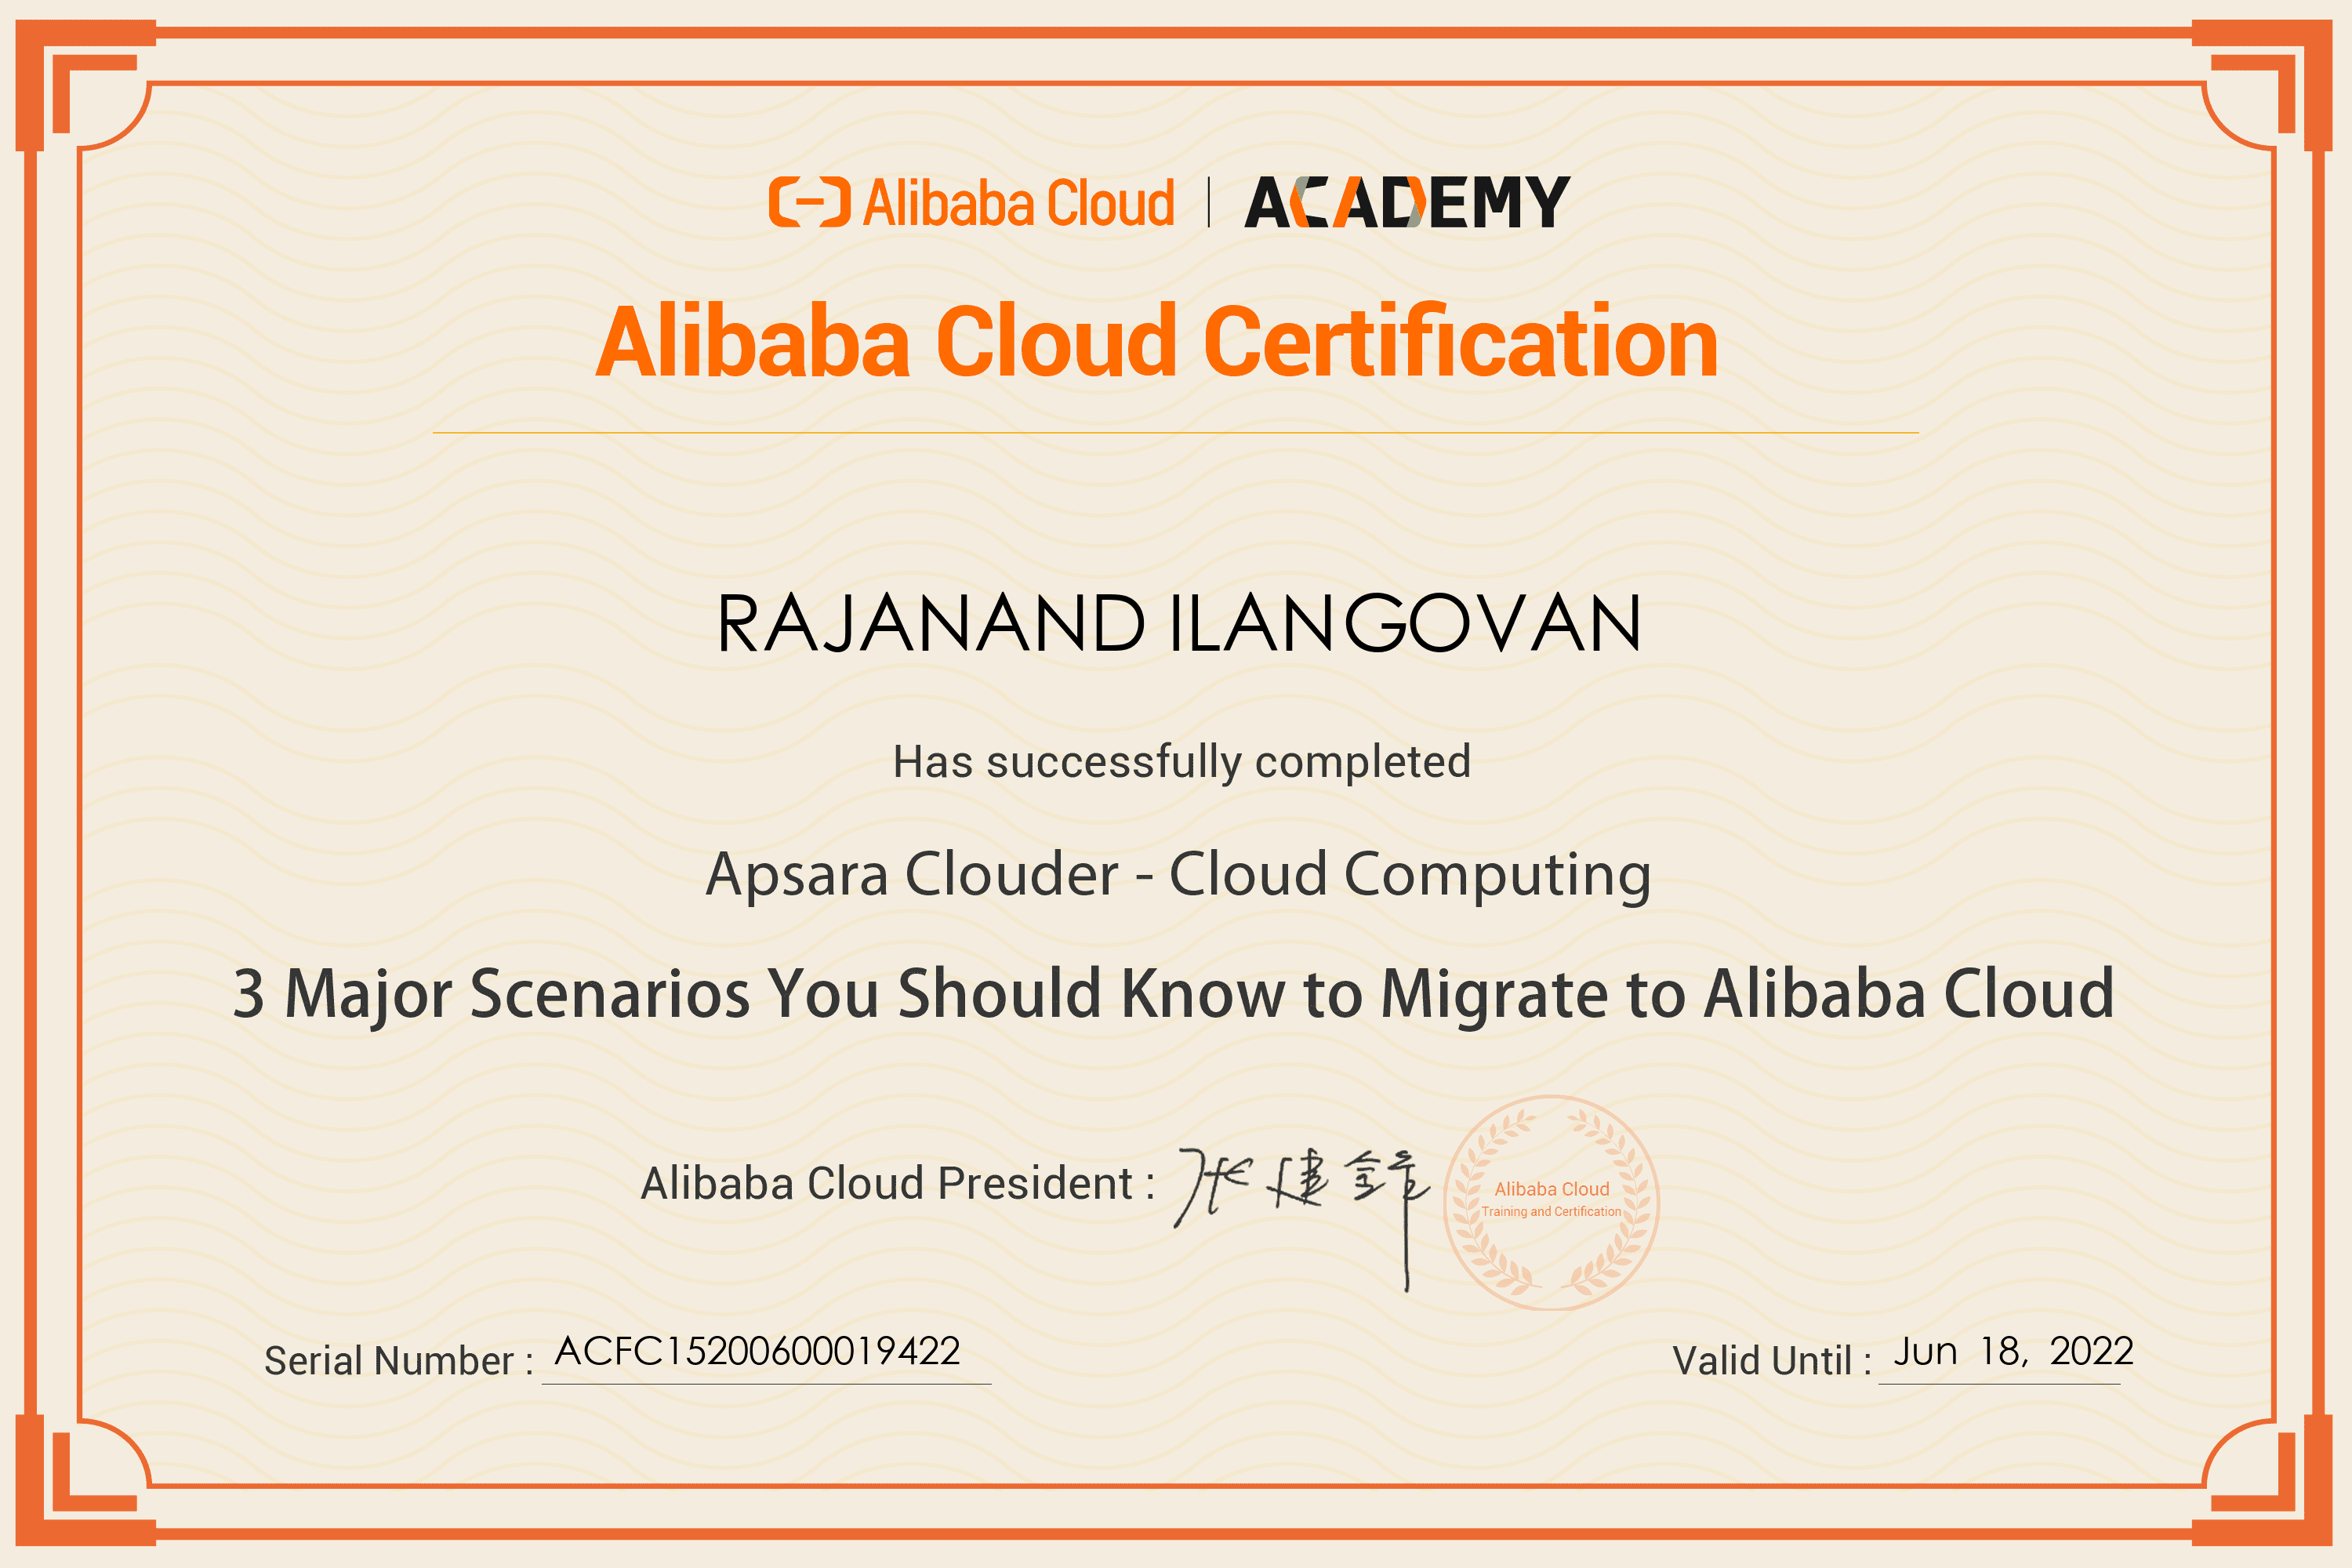 Alibaba Cloud | ACADEMY
Alibaba Cloud Certification
RAJANAND ILANGOVAN
Has successfully completed
Apsara Clouder - Cloud Computing
3 Major Scenarios You Should Know to Migrate to Alibaba Cloud
Alibaba Cloud President : 张建锋
Alibaba Cloud
Training and Certification
Serial Number : ACFC15200600019422
Valid Until : Jun 18, 2022